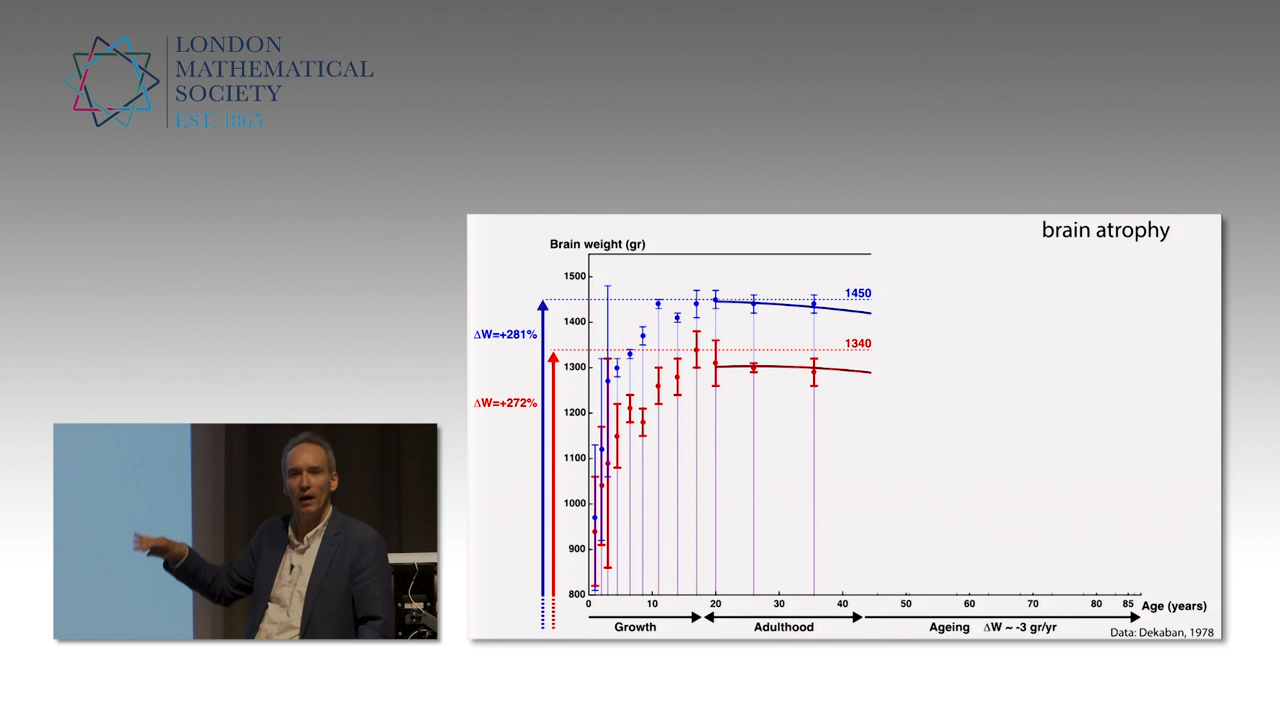 LONDON
MATHEMATICAL
SOCIETY
EST. 1865
brain atrophy
Brain weight (gr)
1500
1400
1300
1200
1100
1000
900
800
1450
1340
ΔW=+281%
ΔW=+272%
0 10 20 30 40 50 60 70 80 85 Age (years)
Growth Adulthood Ageing ΔW ~ -3 gr/yr
Data: Dekaban, 1978